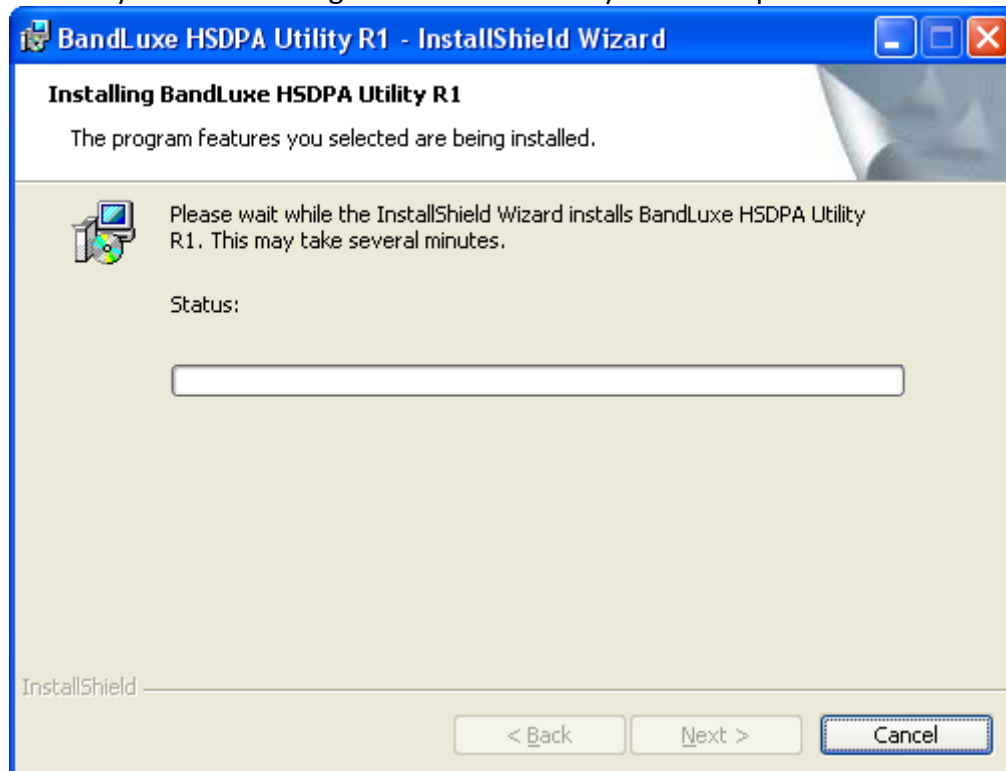 BandLuxe HSDPA Utility R1 - InstallShield Wizard
Installing BandLuxe HSDPA Utility R1
The program features you selected are being installed.
Please wait while the InstallShield Wizard installs BandLuxe HSDPA Utility
R1. This may take several minutes.
Status:
InstallShield
< Back Next > Cancel